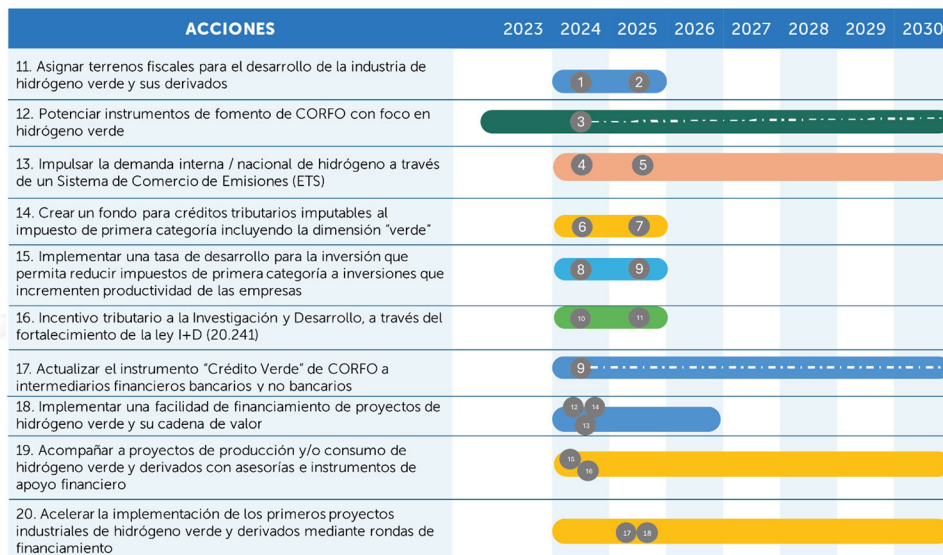 ACCIONES 2023 2024 2025 2026 2027 2028 2029 2030
11. Asignar terrenos fiscales para el desarrollo de la industria de
hidrógeno verde y sus derivados
1 2
12. Potenciar instrumentos de fomento de CORFO con foco en
hidrógeno verde
3
13. Impulsar la demanda interna / nacional de hidrógeno a través
de un Sistema de Comercio de Emisiones (ETS)
4 5
14. Crear un fondo para créditos tributarios imputables al
impuesto de primera categoría incluyendo la dimensión “verde”
6 7
15. Implementar una tasa de desarrollo para la inversión que
permita reducir impuestos de primera categoría a inversiones que
incrementen productividad de las empresas
8 9
16. Incentivo tributario a la Investigación y Desarrollo, a través del
fortalecimiento de la ley I+D (20.241)
10 11
17. Actualizar el instrumento “Crédito Verde” de CORFO a
intermediarios financieros bancarios y no bancarios
9
18. Implementar una facilidad de financiamiento de proyectos de
hidrógeno verde y su cadena de valor
12 14
13
19. Acompañar a proyectos de producción y/o consumo de
hidrógeno verde y derivados con asesorías e instrumentos de
apoyo financiero
15
16
20. Acelerar la implementación de los primeros proyectos
industriales de hidrógeno verde y derivados mediante rondas de
financiamiento
17 18